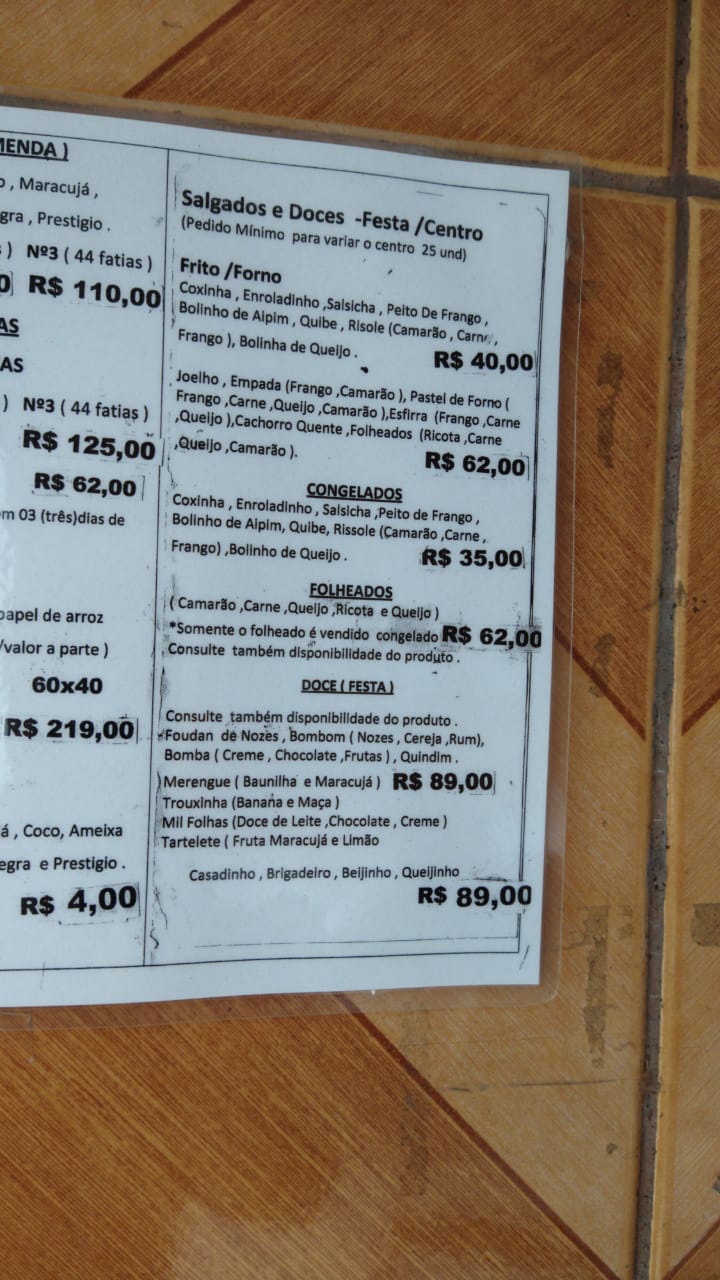 MENDA )
, Maracujá ,
gra , Prestigio .
) Nº3 ( 44 fatias )
R$ 110,00
AS
AS
) Nº3 ( 44 fatias )
R$ 125,00
R$ 62,00
m 03 (três)dias de
papel de arroz
/valor a parte )
60x40
R$ 219,00
á , Coco, Ameixa
egra e Prestigio .
R$ 4,00
Salgados e Doces -Festa /Centro
(Pedido Mínimo para variar o centro 25 und)
Frito /Forno
Coxinha , Enroladinho ,Salsicha , Peito De Frango ,
Bolinho de Aipim , Quibe , Risole (Camarão , Carne ,
Frango ), Bolinha de Queijo . R$ 40,00
Joelho , Empada (Frango ,Camarão ), Pastel de Forno (
Frango ,Carne ,Queijo ,Camarão ),Esfirra (Frango ,Carne
,Queijo ),Cachorro Quente ,Folheados (Ricota ,Carne
,Queijo ,Camarão ). R$ 62,00
CONGELADOS
Coxinha , Enroladinho , Salsicha ,Peito de Frango ,
Bolinho de Aipim, Quibe, Rissole (Camarão ,Carne ,
Frango) ,Bolinho de Queijo . R$ 35,00
FOLHEADOS
( Camarão ,Carne ,Queijo ,Ricota e Queijo )
*Somente o folheado é vendido congelado R$ 62,00
Consulte também disponibilidade do produto .
DOCE ( FESTA )
Consulte também disponibilidade do produto .
Foudan de Nozes , Bombom ( Nozes , Cereja ,Rum),
Bomba ( Creme , Chocolate ,Frutas ) , Quindim .
Merengue ( Baunilha e Maracujá ) R$ 89,00
Trouxinha (Banana e Maça )
Mil Folhas (Doce de Leite ,Chocolate , Creme )
Tartelete ( Fruta Maracujá e Limão
Casadinho , Brigadeiro , Beijinho , Queijinho
R$ 89,00